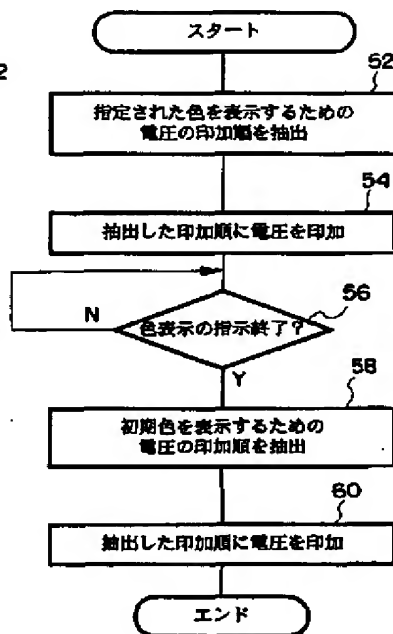 スタート
2
52
指定された色を表示するための
電圧の印加順を抽出
54
抽出した印加順に電圧を印加
56
色表示の指示終了?
N
Y
58
初期色を表示するための
電圧の印加順を抽出
60
抽出した印加順に電圧を印加
エンド